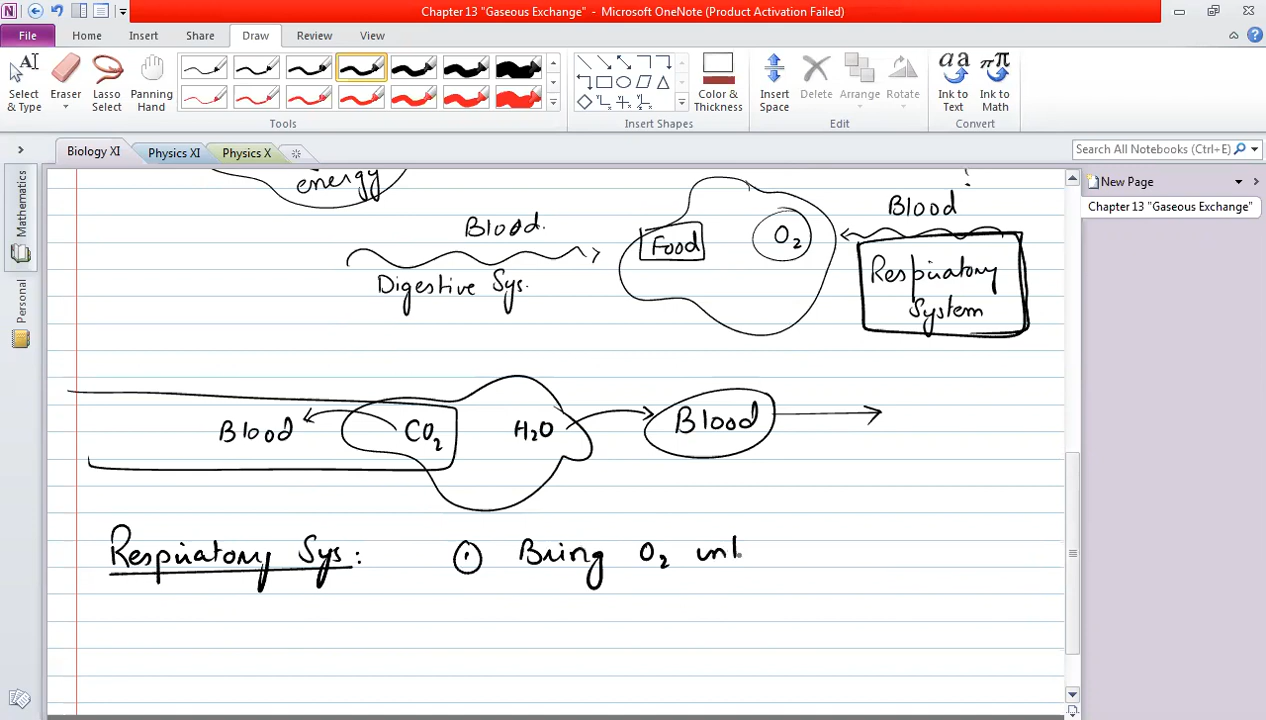 Chapter 13 "Gaseous Exchange" - Microsoft OneNote (Product Activation Failed)
File Home Insert Share Draw Review View
Select & Type
Eraser
Lasso Select
Panning Hand
Color & Thickness
Insert Space
Delete
Arrange
Rotate
Ink to Text
Ink to Math
Tools
Insert Shapes
Edit
Convert
Biology XI
Physics XI
Physics X
Search All Notebooks (Ctrl+E)
New Page
Chapter 13 "Gaseous Exchange"
Mathematics
Personal
energy
Blood.
Digestive Sys.
Food
O₂
Blood
Respiratory
System
Blood
CO₂
H₂O
Blood
Respiratory Sys: ① Bring O₂ int